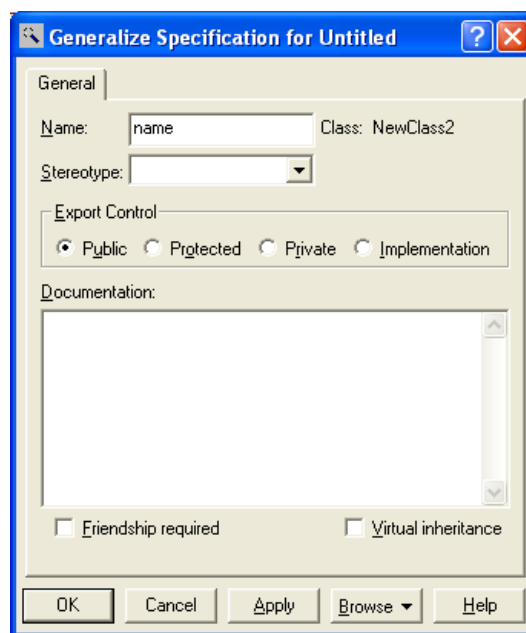 Generalize Specification for Untitled
General
Name: name Class: NewClass2
Stereotype:
Export Control
Public Protected Private Implementation
Documentation:
Friendship required Virtual inheritance
OK Cancel Apply Browse Help